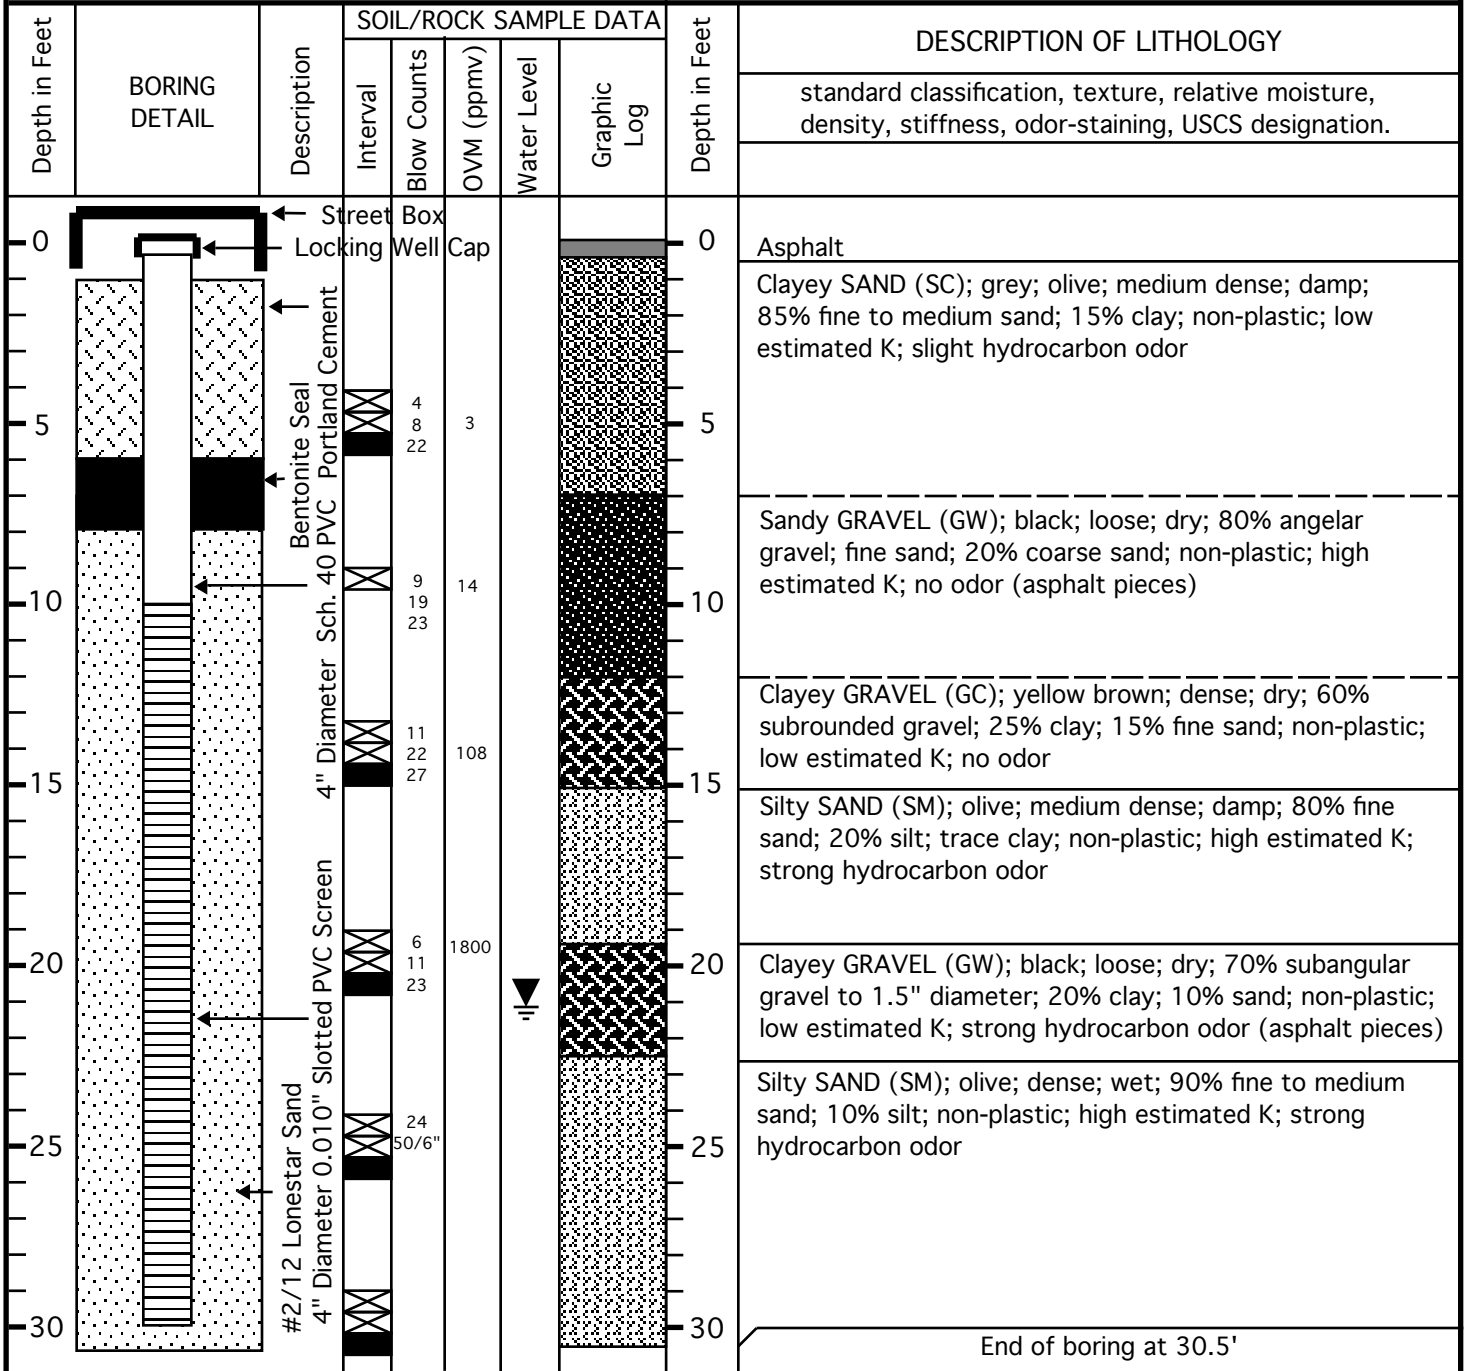 SOIL/ROCK SAMPLE DATA
Depth in Feet
BORING
DETAIL
Description
Interval
Blow Counts
OVM (ppmv)
Water Level
Graphic
Log
Depth in Feet
DESCRIPTION OF LITHOLOGY
standard classification, texture, relative moisture,
density, stiffness, odor-staining, USCS designation.
Street Box
Locking Well Cap
Portland Cement
Bentonite Seal
4" Diameter Sch. 40 PVC
4" Diameter 0.010" Slotted PVC Screen
#2/12 Lonestar Sand
0
5
10
15
20
25
30
4
8
22
3
9
19
23
14
11
22
27
108
6
11
23
1800
24
50/6"
0
5
10
15
20
25
30
Asphalt
Clayey SAND (SC); grey; olive; medium dense; damp;
85% fine to medium sand; 15% clay; non-plastic; low
estimated K; slight hydrocarbon odor
Sandy GRAVEL (GW); black; loose; dry; 80% angelar
gravel; fine sand; 20% coarse sand; non-plastic; high
estimated K; no odor (asphalt pieces)
Clayey GRAVEL (GC); yellow brown; dense; dry; 60%
subrounded gravel; 25% clay; 15% fine sand; non-plastic;
low estimated K; no odor
Silty SAND (SM); olive; medium dense; damp; 80% fine
sand; 20% silt; trace clay; non-plastic; high estimated K;
strong hydrocarbon odor
Clayey GRAVEL (GW); black; loose; dry; 70% subangular
gravel to 1.5" diameter; 20% clay; 10% sand; non-plastic;
low estimated K; strong hydrocarbon odor (asphalt pieces)
Silty SAND (SM); olive; dense; wet; 90% fine to medium
sand; 10% silt; non-plastic; high estimated K; strong
hydrocarbon odor
End of boring at 30.5'